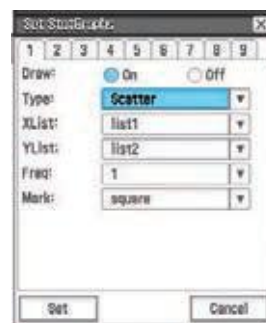 Set StatGraphs
1 2 3 4 5 6 7 8 9
Draw: On Off
Type: Scatter
XList: list1
YList: list2
Freq: 1
Mark: square
Set Cancel